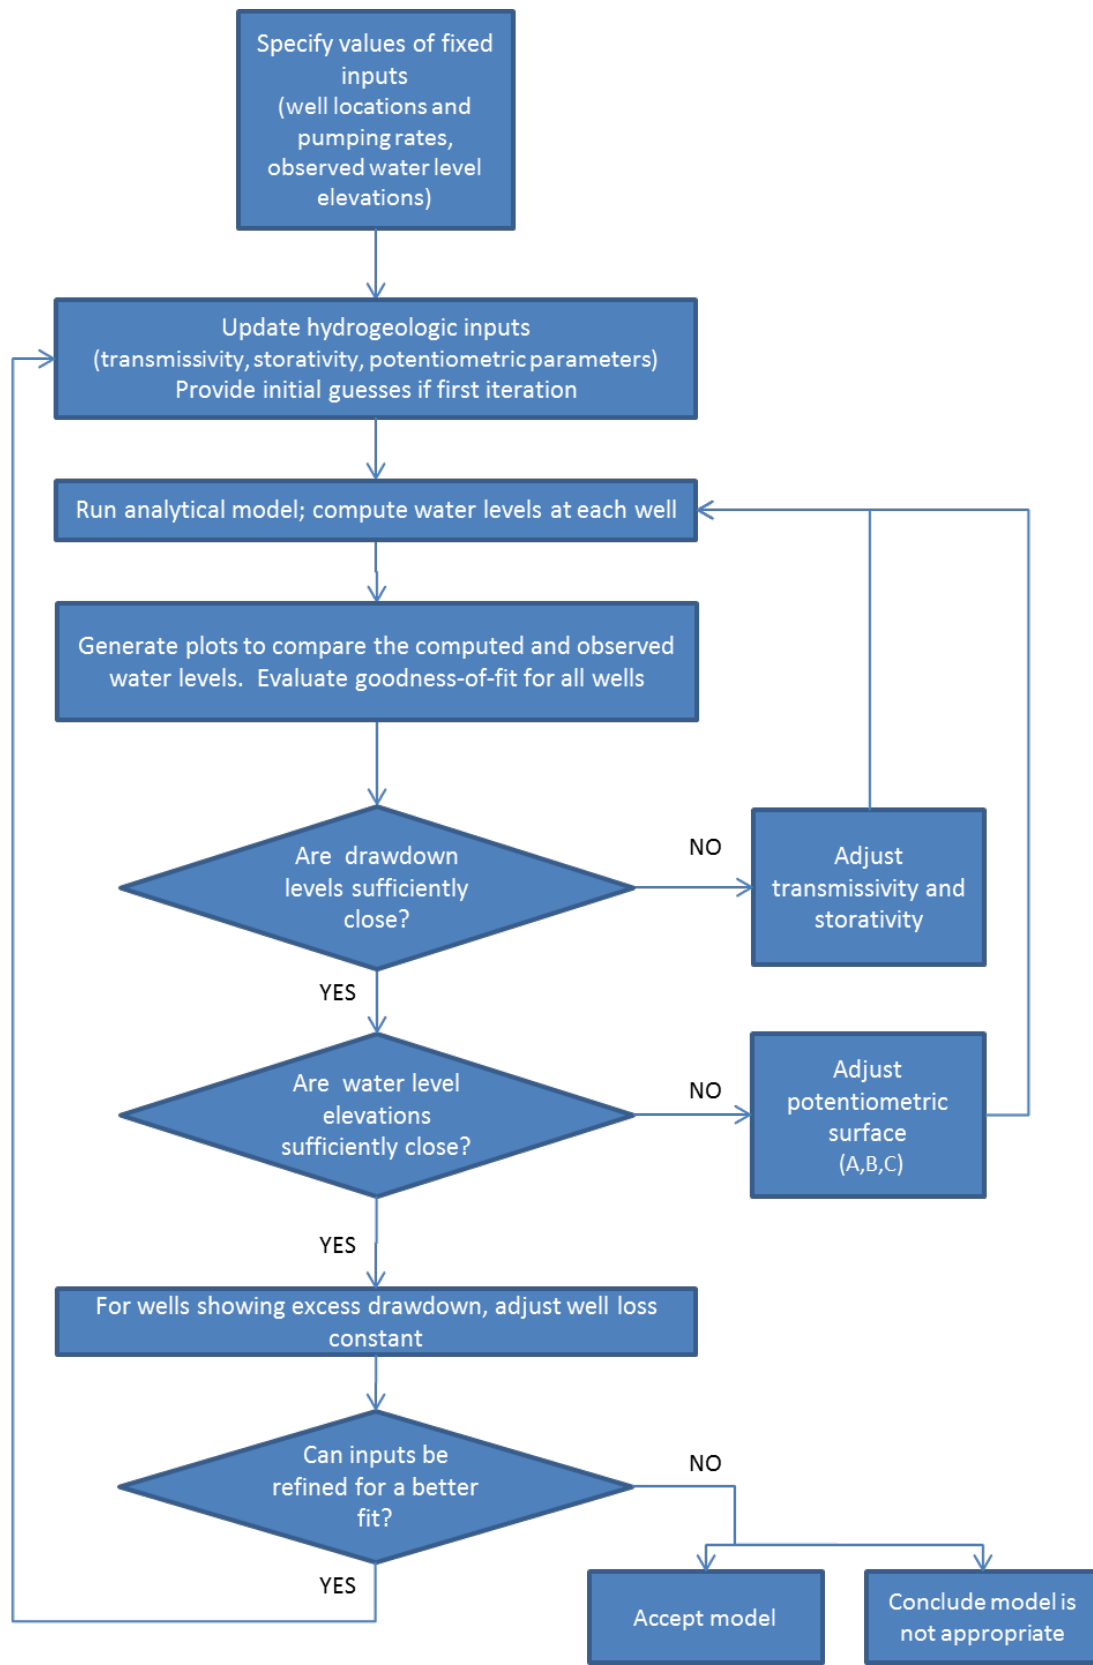 Specify values of fixed
inputs
(well locations and
pumping rates,
observed water level
elevations)
Update hydrogeologic inputs
(transmissivity, storativity, potentiometric parameters)
Provide initial guesses if first iteration
Run analytical model; compute water levels at each well
Generate plots to compare the computed and observed
water levels.  Evaluate goodness-of-fit for all wells
Are  drawdown
levels sufficiently
close?
NO
Adjust
transmissivity and
storativity
YES
Are  water level
elevations
sufficiently close?
NO
Adjust
potentiometric
surface
(A,B,C)
YES
For wells showing excess drawdown, adjust well loss
constant
Can inputs be
refined for a better
fit?
NO
YES
Accept model
Conclude model is
not appropriate